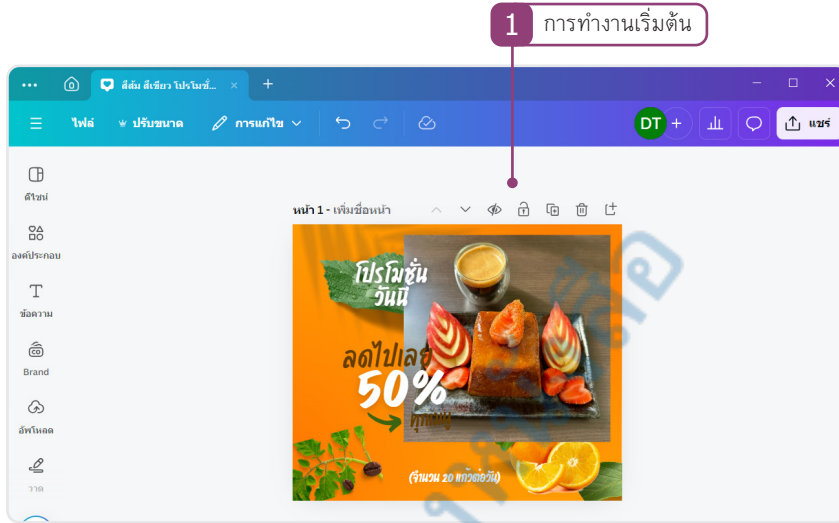 1 การทำงานเริ่มต้น
สีส้ม สีเขียว โปรโมชั่...
ไฟล์ ปรับขนาด การแก้ไข DT + แชร์
ดีไซน์
หน้า 1 - เพิ่มชื่อหน้า
องค์ประกอบ
ข้อความ
Brand
อัพโหลด
วาด
โปรโมชั่น
วันนี้
ลดไปเลย
50%
ทุกเมนู
(จำนวน 20 แก้วต่อวัน)